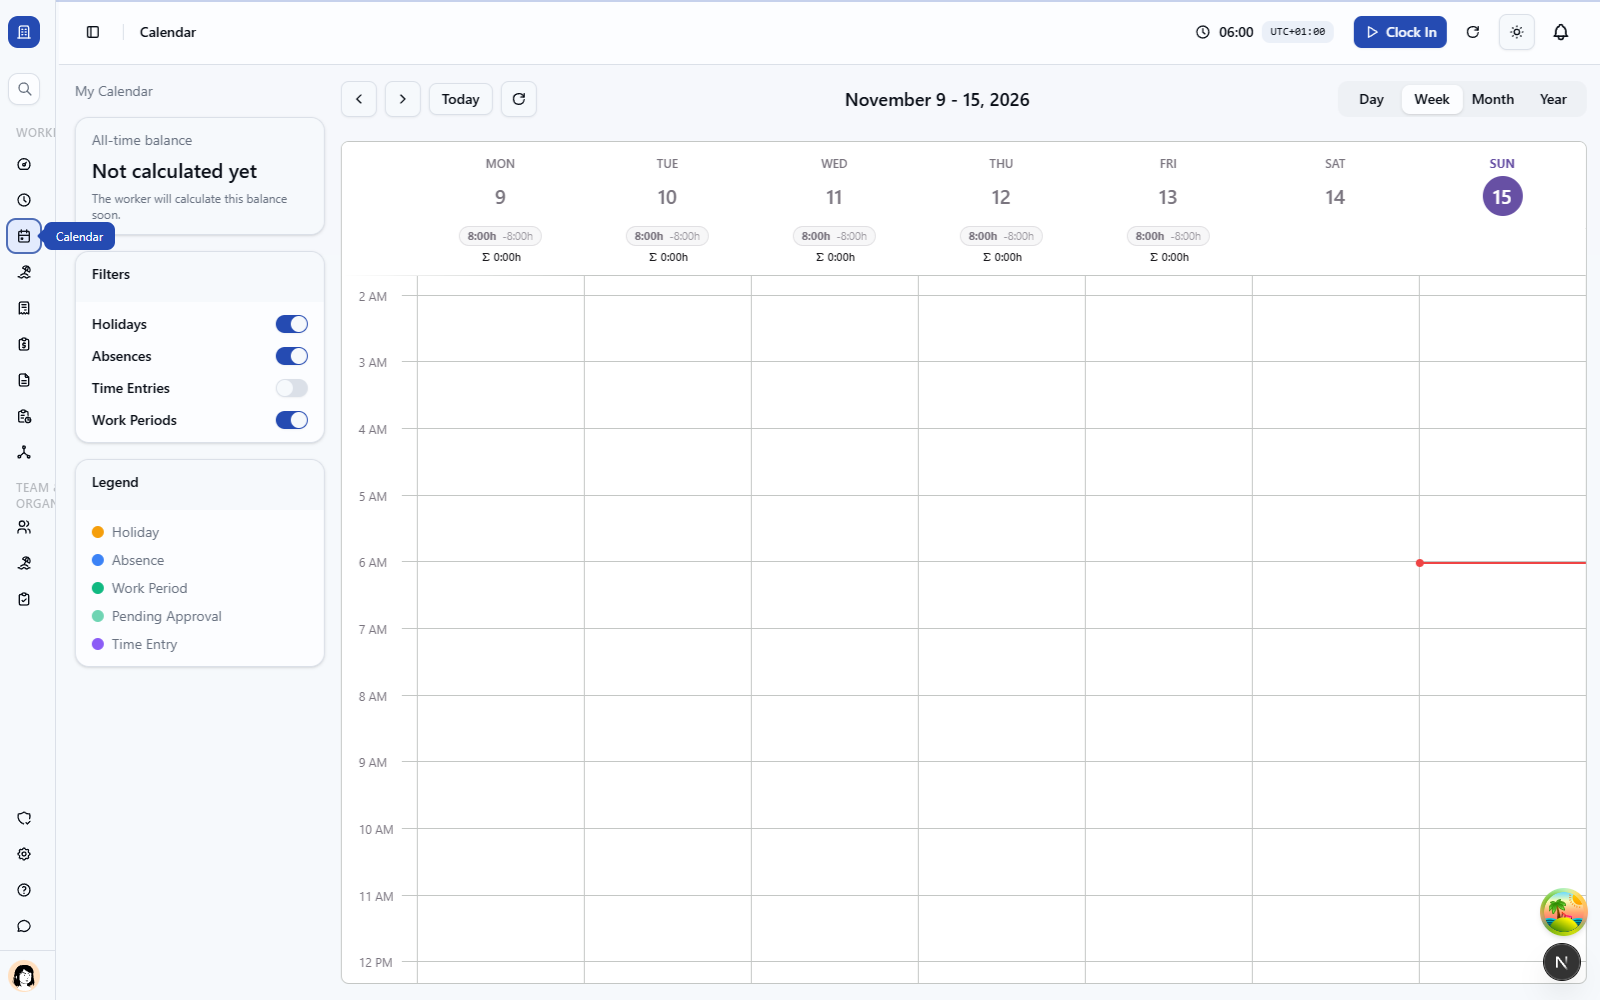 Calendar
06:00
UTC+01:00
Clock In
WORK
TEAM
ORGAN
Calendar
My Calendar
All-time balance
Not calculated yet
The worker will calculate this balance
soon.
Filters
Holidays
Absences
Time Entries
Work Periods
Legend
Holiday
Absence
Work Period
Pending Approval
Time Entry
Today
November 9 - 15, 2026
Day
Week
Month
Year
MON
TUE
WED
THU
FRI
SAT
SUN
9
10
11
12
13
14
15
8:00h -8:00h
8:00h -8:00h
8:00h -8:00h
8:00h -8:00h
8:00h -8:00h
Σ 0:00h
Σ 0:00h
Σ 0:00h
Σ 0:00h
Σ 0:00h
2 AM
3 AM
4 AM
5 AM
6 AM
7 AM
8 AM
9 AM
10 AM
11 AM
12 PM
N